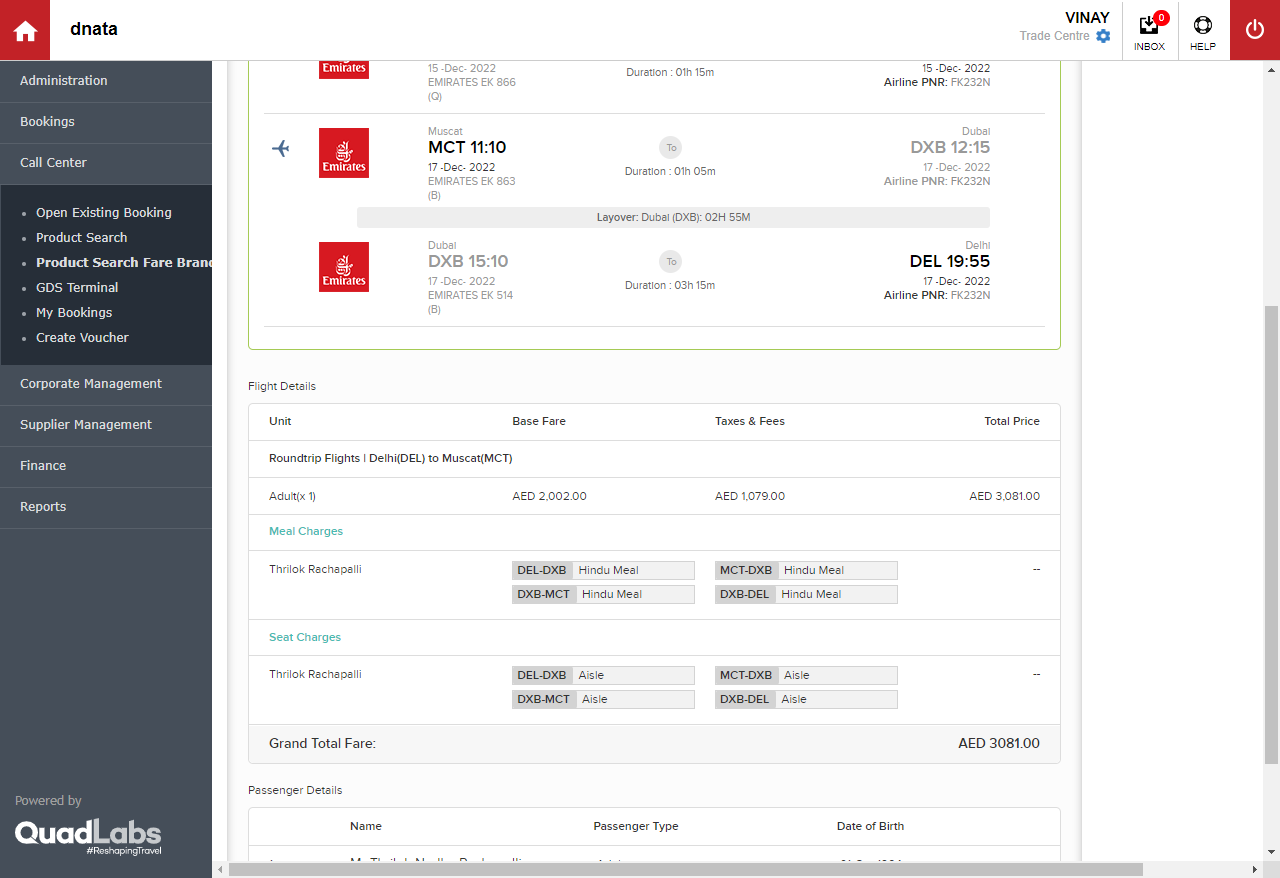 dnata
VINAY
Trade Centre
0
INBOX
HELP
Administration
Bookings
Call Center
Open Existing Booking
Product Search
Product Search Fare Bran
GDS Terminal
My Bookings
Create Voucher
Corporate Management
Supplier Management
Finance
Reports
Powered by
QuadLabs
#ReshapingTravel
Emirates
15 -Dec- 2022
EMIRATES EK 866
(Q)
Duration : 01h 15m
15 -Dec- 2022
Airline PNR: FK232N
Emirates
Muscat
MCT 11:10
17 -Dec- 2022
EMIRATES EK 863
(B)
To
Duration : 01h 05m
Dubai
DXB 12:15
17 -Dec- 2022
Airline PNR: FK232N
Layover: Dubai (DXB): 02H 55M
Emirates
Dubai
DXB 15:10
17 -Dec- 2022
EMIRATES EK 514
(B)
To
Duration : 03h 15m
Delhi
DEL 19:55
17 -Dec- 2022
Airline PNR: FK232N
Flight Details
Unit Base Fare Taxes & Fees Total Price
Roundtrip Flights | Delhi(DEL) to Muscat(MCT)
Adult(x 1) AED 2,002.00 AED 1,079.00 AED 3,081.00
Meal Charges
Thrilok Rachapalli DEL-DXB Hindu Meal MCT-DXB Hindu Meal --
DXB-MCT Hindu Meal DXB-DEL Hindu Meal
Seat Charges
Thrilok Rachapalli DEL-DXB Aisle MCT-DXB Aisle --
DXB-MCT Aisle DXB-DEL Aisle
Grand Total Fare: AED 3081.00
Passenger Details
Name Passenger Type Date of Birth